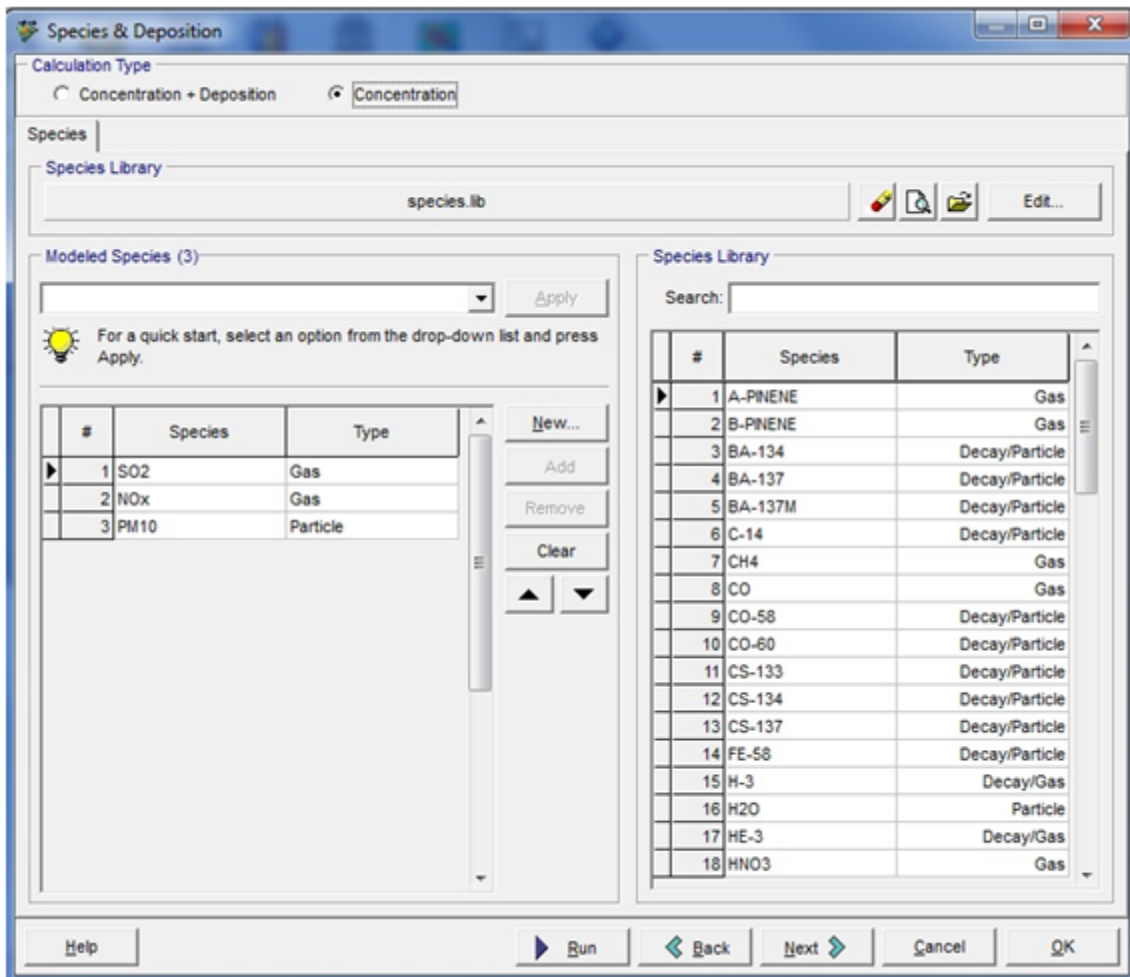 Species & Deposition
Calculation Type
Concentration + Deposition Concentration
Species
Species Library
species.lib Edit...
Modeled Species (3)
Apply
For a quick start, select an option from the drop-down list and press
Apply.
# Species Type
1 SO2 Gas
2 NOx Gas
3 PM10 Particle
New...
Add
Remove
Clear
Species Library
Search:
# Species Type
1 A-PINENE Gas
2 B-PINENE Gas
3 BA-134 Decay/Particle
4 BA-137 Decay/Particle
5 BA-137M Decay/Particle
6 C-14 Decay/Particle
7 CH4 Gas
8 CO Gas
9 CO-58 Decay/Particle
10 CO-60 Decay/Particle
11 CS-133 Decay/Particle
12 CS-134 Decay/Particle
13 CS-137 Decay/Particle
14 FE-58 Decay/Particle
15 H-3 Decay/Gas
16 H2O Particle
17 HE-3 Decay/Gas
18 HNO3 Gas
Help Run Back Next Cancel OK